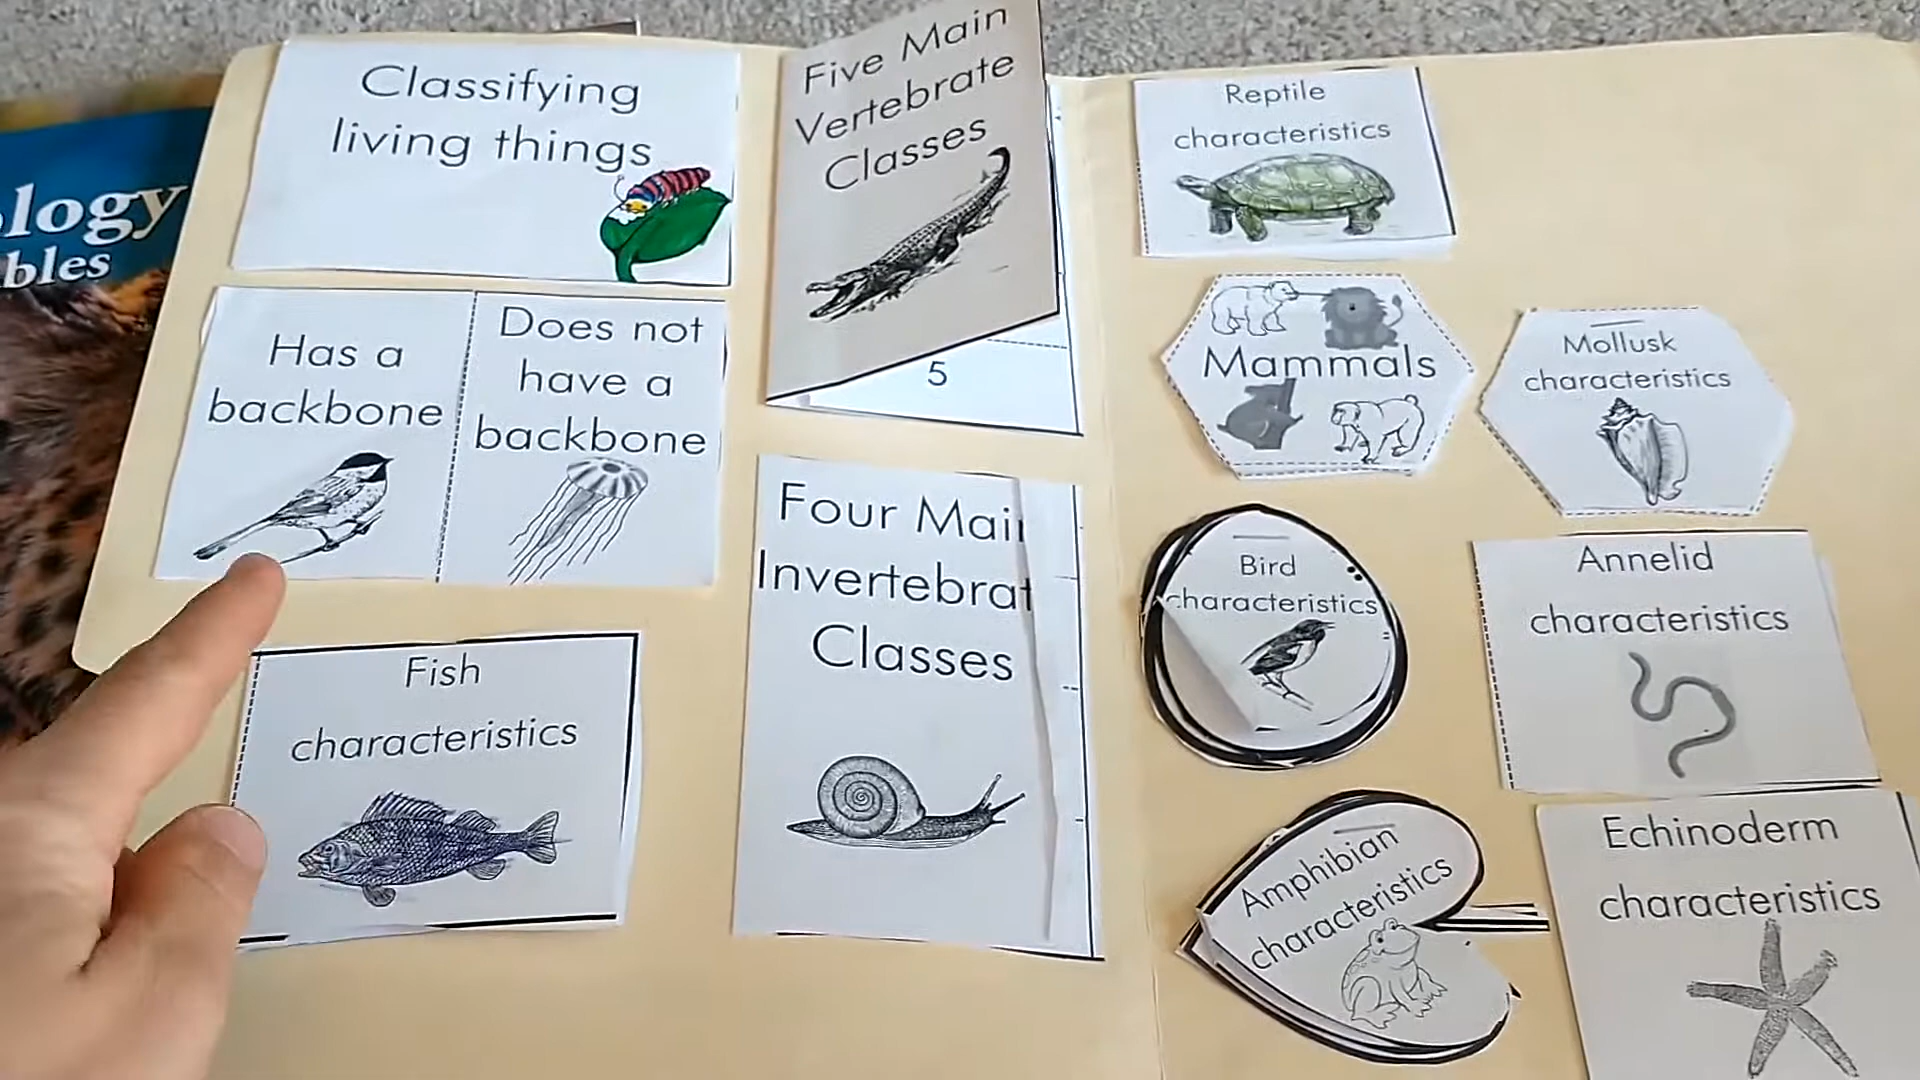 Classifying
living things
Five Main
Vertebrate
Classes
5
Reptile
characteristics
ology
bles
Has a
backbone
Does not
have a
backbone
Mammals
Mollusk
characteristics
Four Mai
Invertebrat
Classes
Bird
characteristics
Annelid
characteristics
Fish
characteristics
Amphibian
characteristics
Echinoderm
characteristics